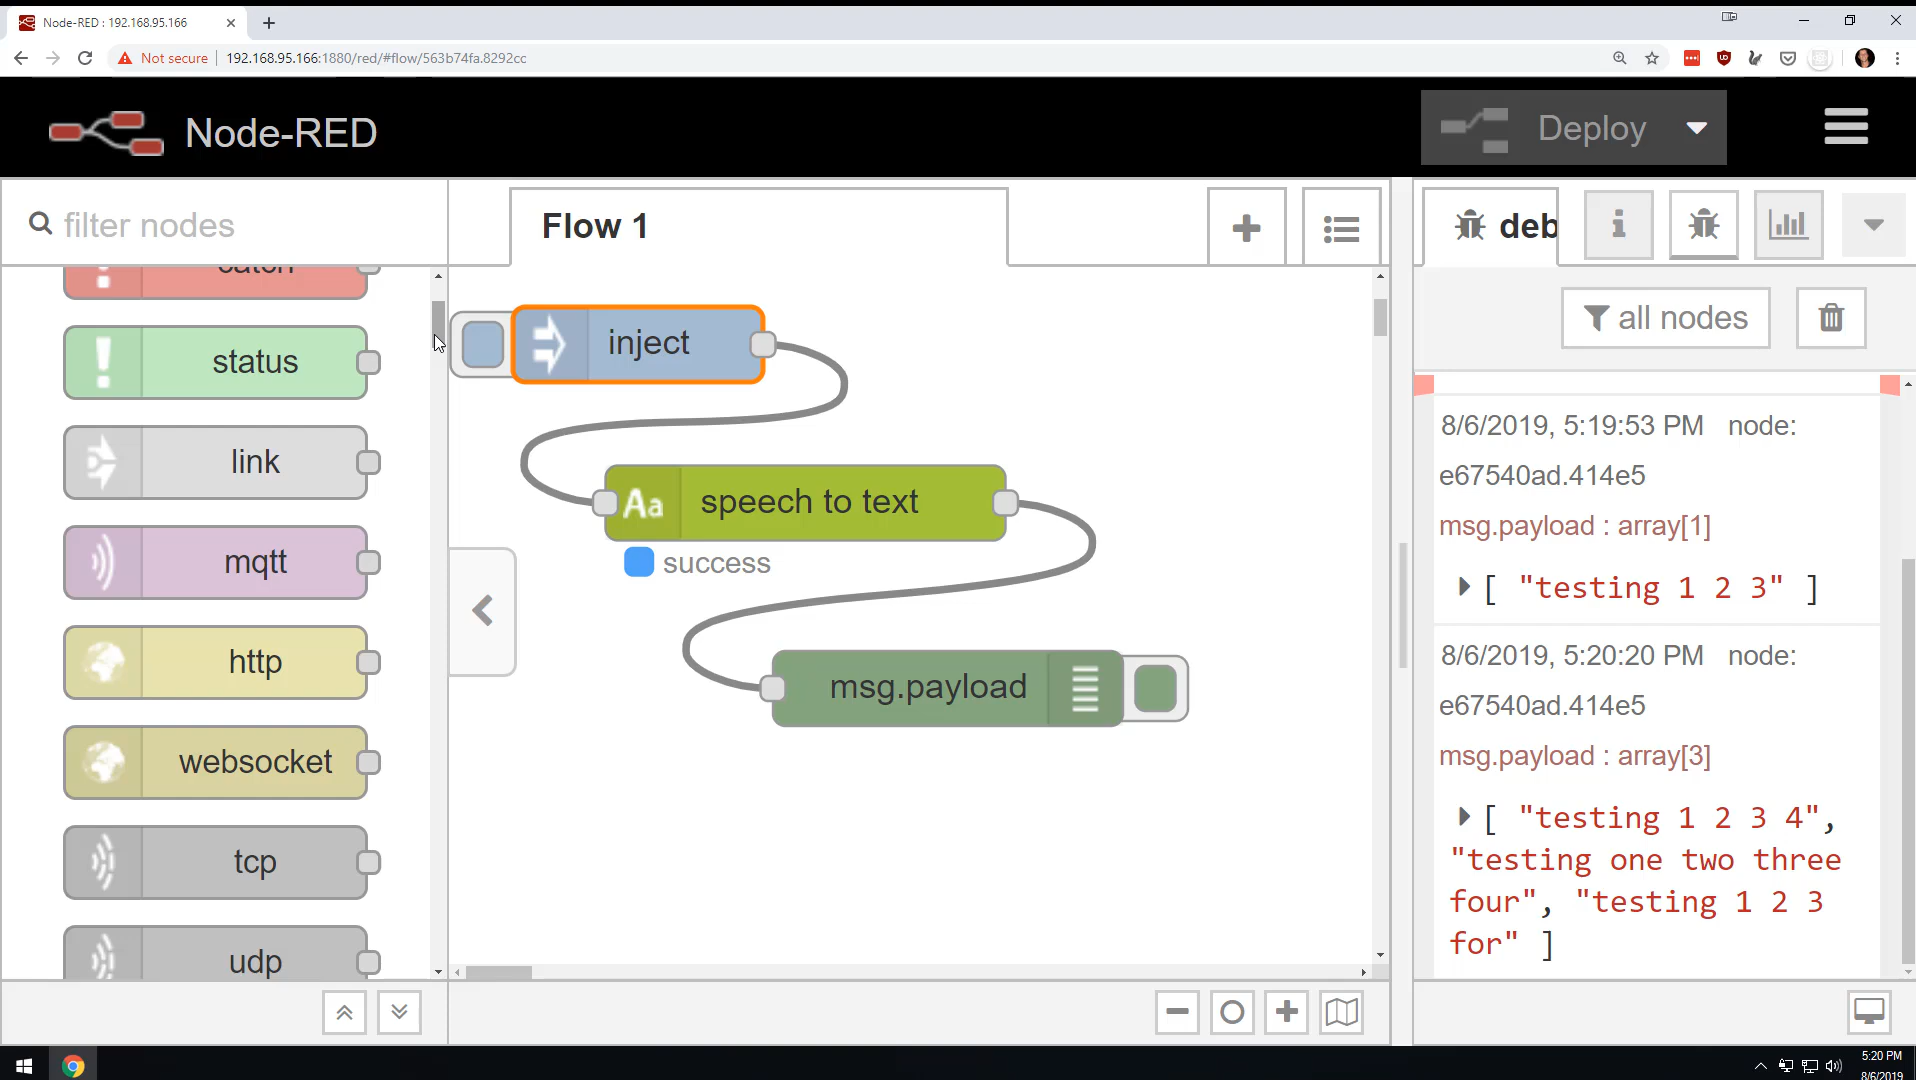 Node-RED : 192.168.95.166
Not secure
192.168.95.166:1880/red/#flow/563b74fa.8292cc
Node-RED
Deploy
filter nodes
Flow 1
deb
i
all nodes
catch
status
link
mqtt
http
websocket
tcp
udp
inject
Aa speech to text
success
msg.payload
8/6/2019, 5:19:53 PM node:
e67540ad.414e5
msg.payload : array[1]
[ "testing 1 2 3" ]
8/6/2019, 5:20:20 PM node:
e67540ad.414e5
msg.payload : array[3]
[ "testing 1 2 3 4",
"testing one two three
four", "testing 1 2 3
for" ]
5:20 PM
8/6/2019